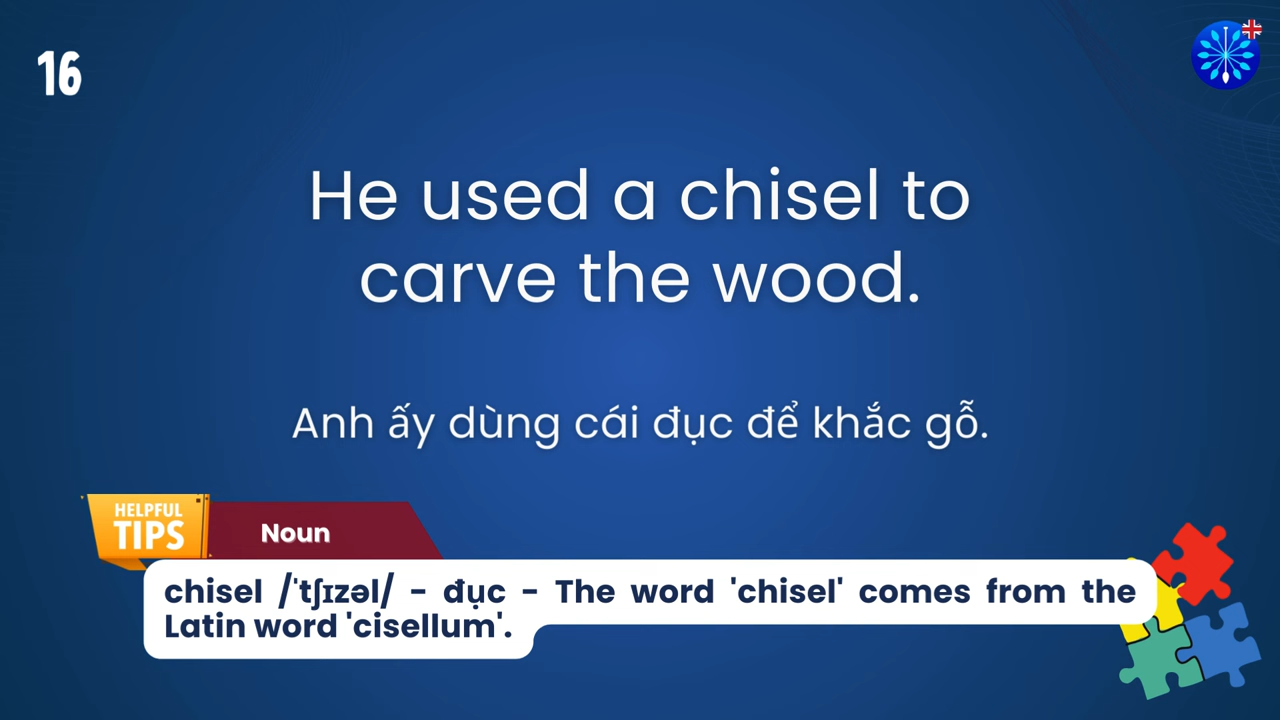 16
He used a chisel to
carve the wood.
Anh ấy dùng cái đục để khắc gỗ.
HELPFUL
TIPS
Noun
chisel /ˈtʃɪzəl/ - đục - The word 'chisel' comes from the
Latin word 'cisellum'.